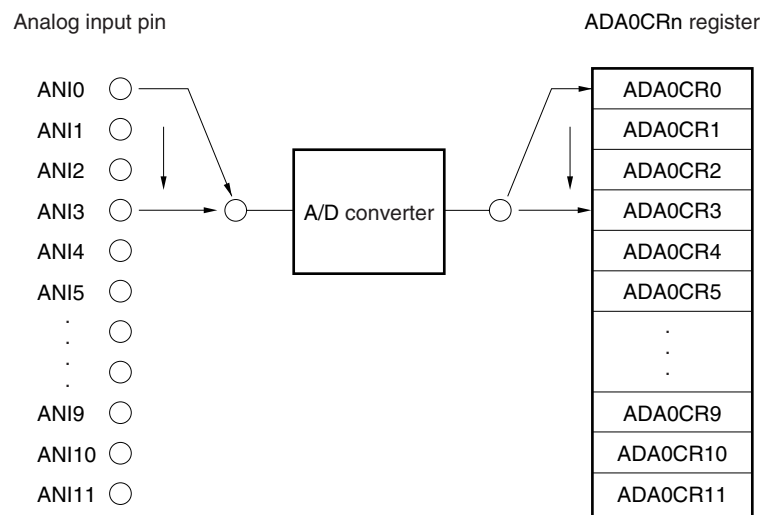 Analog input pin
ADA0CRn register
ANI0
ANI1
ANI2
ANI3
ANI4
ANI5
.
.
.
.
ANI9
ANI10
ANI11
A/D converter
ADA0CR0
ADA0CR1
ADA0CR2
ADA0CR3
ADA0CR4
ADA0CR5
.
.
.
ADA0CR9
ADA0CR10
ADA0CR11